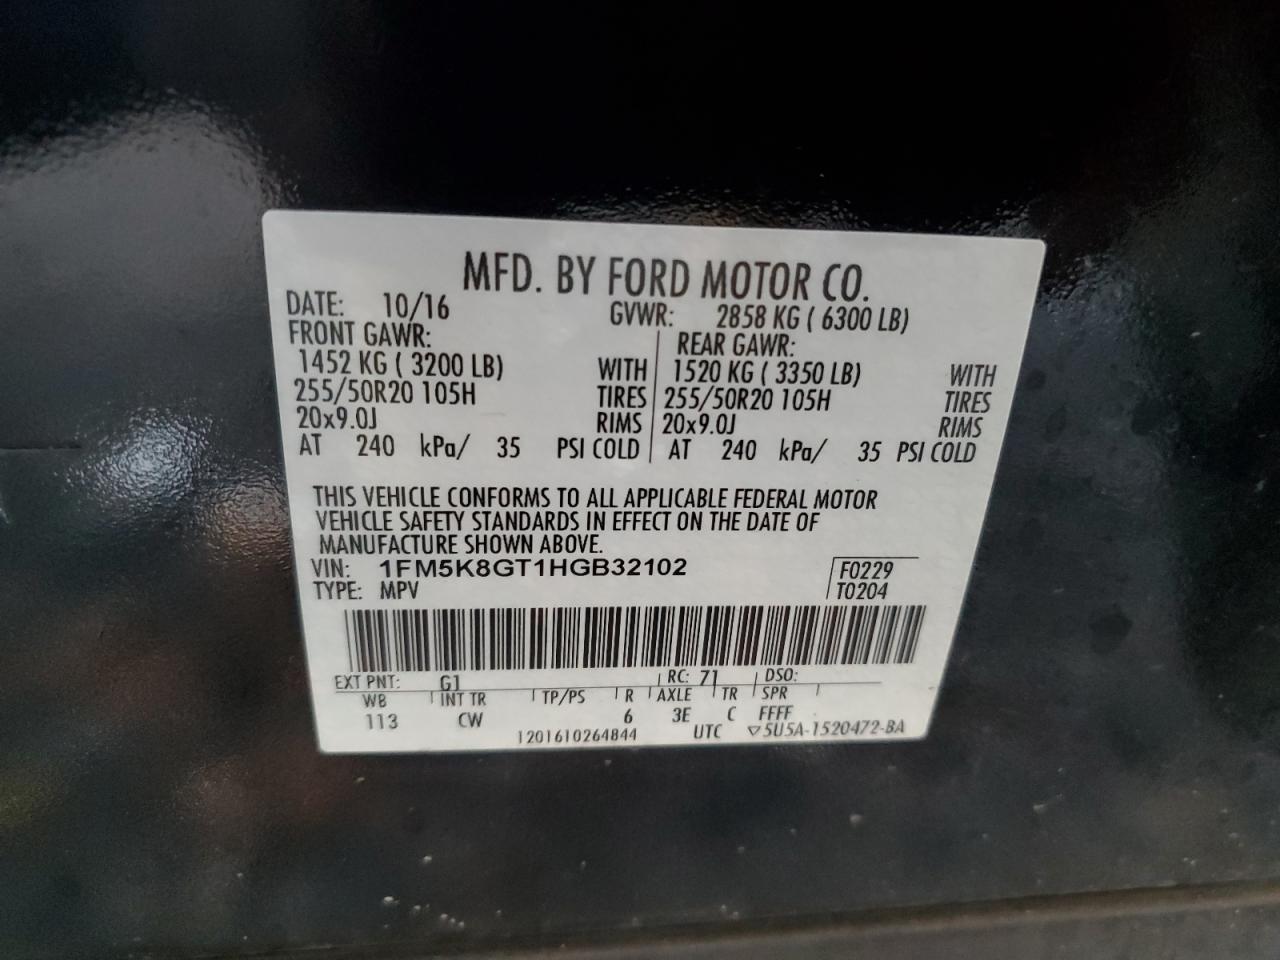 MFD. BY FORD MOTOR CO.
DATE: 10/16 GVWR: 2858 KG ( 6300 LB)
FRONT GAWR: REAR GAWR:
1452 KG ( 3200 LB) WITH 1520 KG ( 3350 LB) WITH
255/50R20 105H TIRES 255/50R20 105H TIRES
20x9.0J RIMS 20x9.0J RIMS
AT 240 kPa/ 35 PSI COLD AT 240 kPa/ 35 PSI COLD
THIS VEHICLE CONFORMS TO ALL APPLICABLE FEDERAL MOTOR
VEHICLE SAFETY STANDARDS IN EFFECT ON THE DATE OF
MANUFACTURE SHOWN ABOVE.
VIN: 1FM5K8GT1HGB32102 F0229
TYPE: MPV T0204
EXT PNT: G1 RC: 71 DSO:
WB INT TR TP/PS R AXLE TR SPR
113 CW 6 3E C FFFF
1201610264844 UTC ▽5U5A-1520472-BA